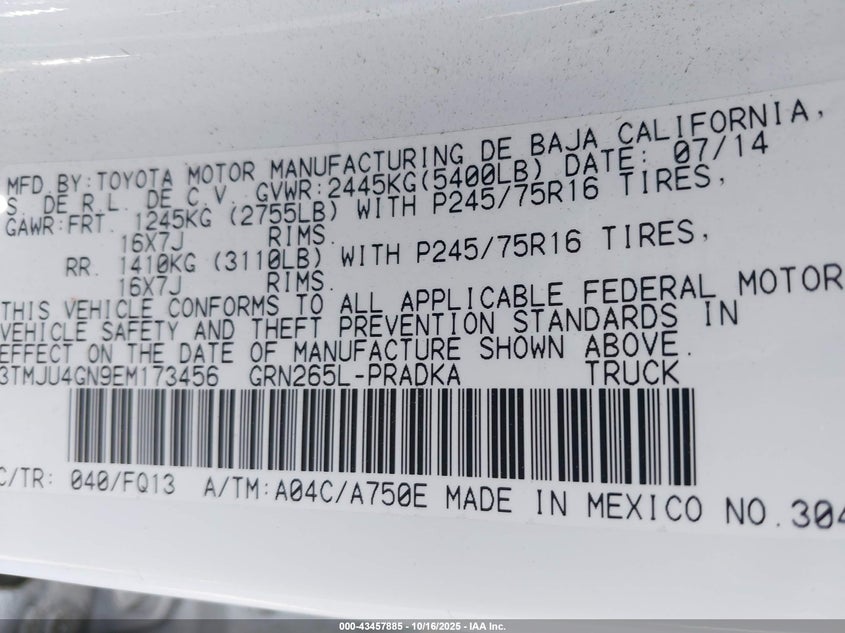 MFD.BY:TOYOTA MOTOR MANUFACTURING DE BAJA CALIFORNIA,
S. DE R.L. DE C.V. GVWR:2445KG(5400LB) DATE: 07/14
GAWR:FRT. 1245KG (2755LB) WITH P245/75R16 TIRES,
16X7J RIMS.
RR. 1410KG (3110LB) WITH P245/75R16 TIRES,
16X7J RIMS.
THIS VEHICLE CONFORMS TO ALL APPLICABLE FEDERAL MOTOR
VEHICLE SAFETY AND THEFT PREVENTION STANDARDS IN
EFFECT ON THE DATE OF MANUFACTURE SHOWN ABOVE.
3TMJU4GN9EM173456 GRN265L-PRADKA TRUCK
C/TR: 040/FQ13 A/TM:A04C/A750E MADE IN MEXICO NO.304
000-43457885 - 10/16/2025 - IAA Inc.